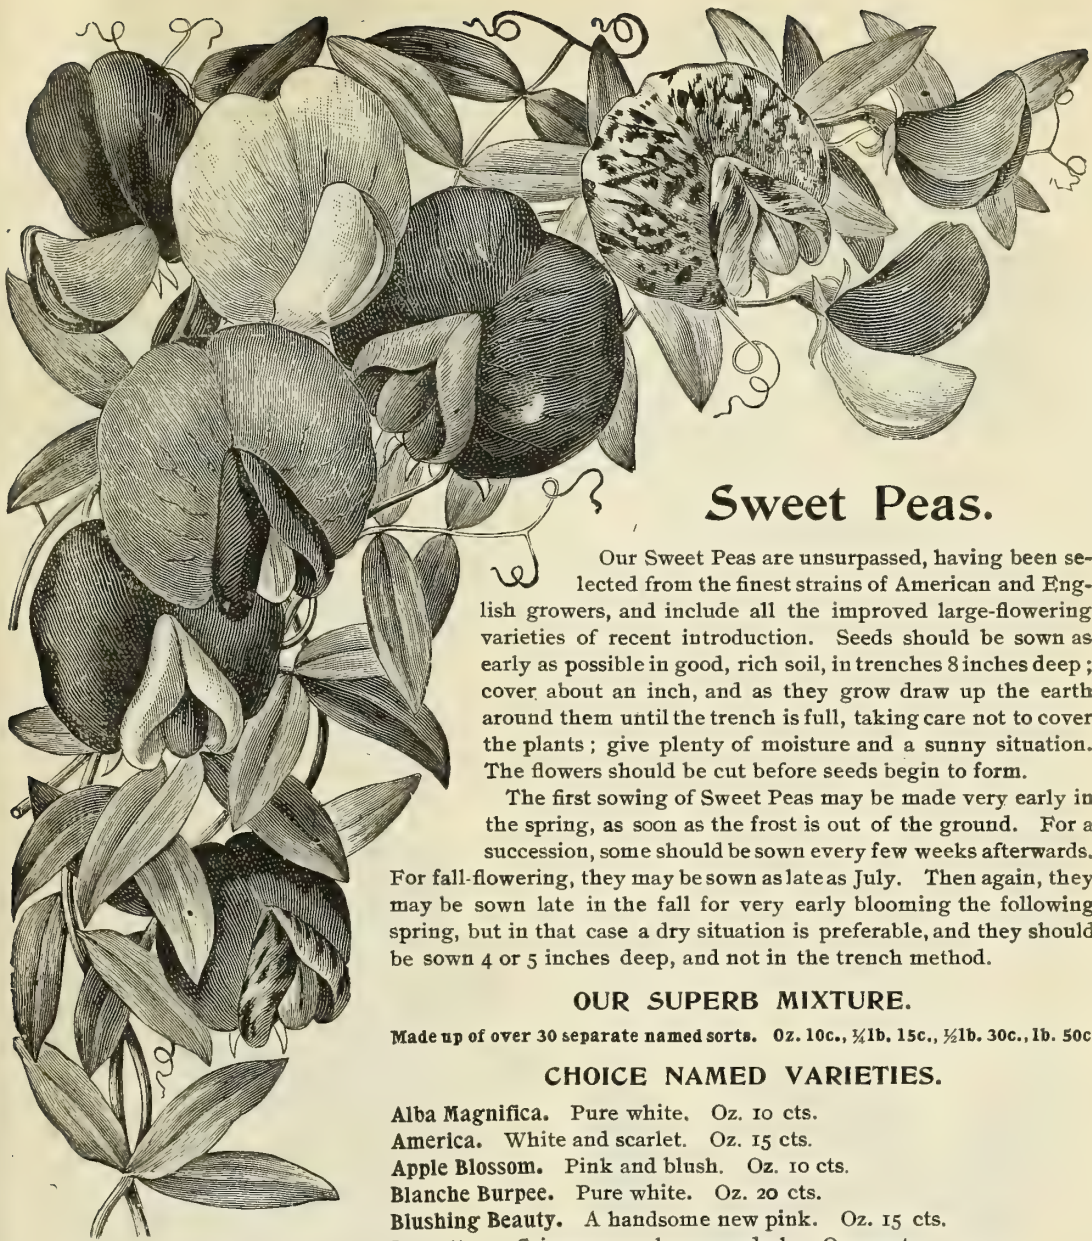 Sweet Peas.
Our Sweet Peas are unsurpassed, having been se-
lected from the finest strains of American and Eng-
lish growers, and include all the improved large-flowering
varieties of recent introduction. Seeds should be sown as
early as possible in good, rich soil, in trenches 8 inches deep ;
cover about an inch, and as they grow draw up the earth
around them until the trench is full, taking care not to cover
the plants ; give plenty of moisture and a sunny situation.
The flowers should be cut before seeds begin to form.
The first sowing of Sweet Peas may be made very early in
the spring, as soon as the frost is out of the ground. For a
succession, some should be sown every few weeks afterwards.
For fall-flowering, they may be sown as late as July. Then again, they
may be sown late in the fall for very early blooming the following
spring, but in that case a dry situation is preferable, and they should
be sown 4 or 5 inches deep, and not in the trench method.
OUR SUPERB MIXTURE.
Made up of over 30 separate named sorts. Oz. 10c., ¼lb. 15c., ½lb. 30c., lb. 50c
CHOICE NAMED VARIETIES.
Alba Magnifica. Pure white. Oz. 10 cts.
America. White and scarlet. Oz. 15 cts.
Apple Blossom. Pink and blush. Oz. 10 cts.
Blanche Burpee. Pure white. Oz. 20 cts.
Blushing Beauty. A handsome new pink. Oz. 15 cts.